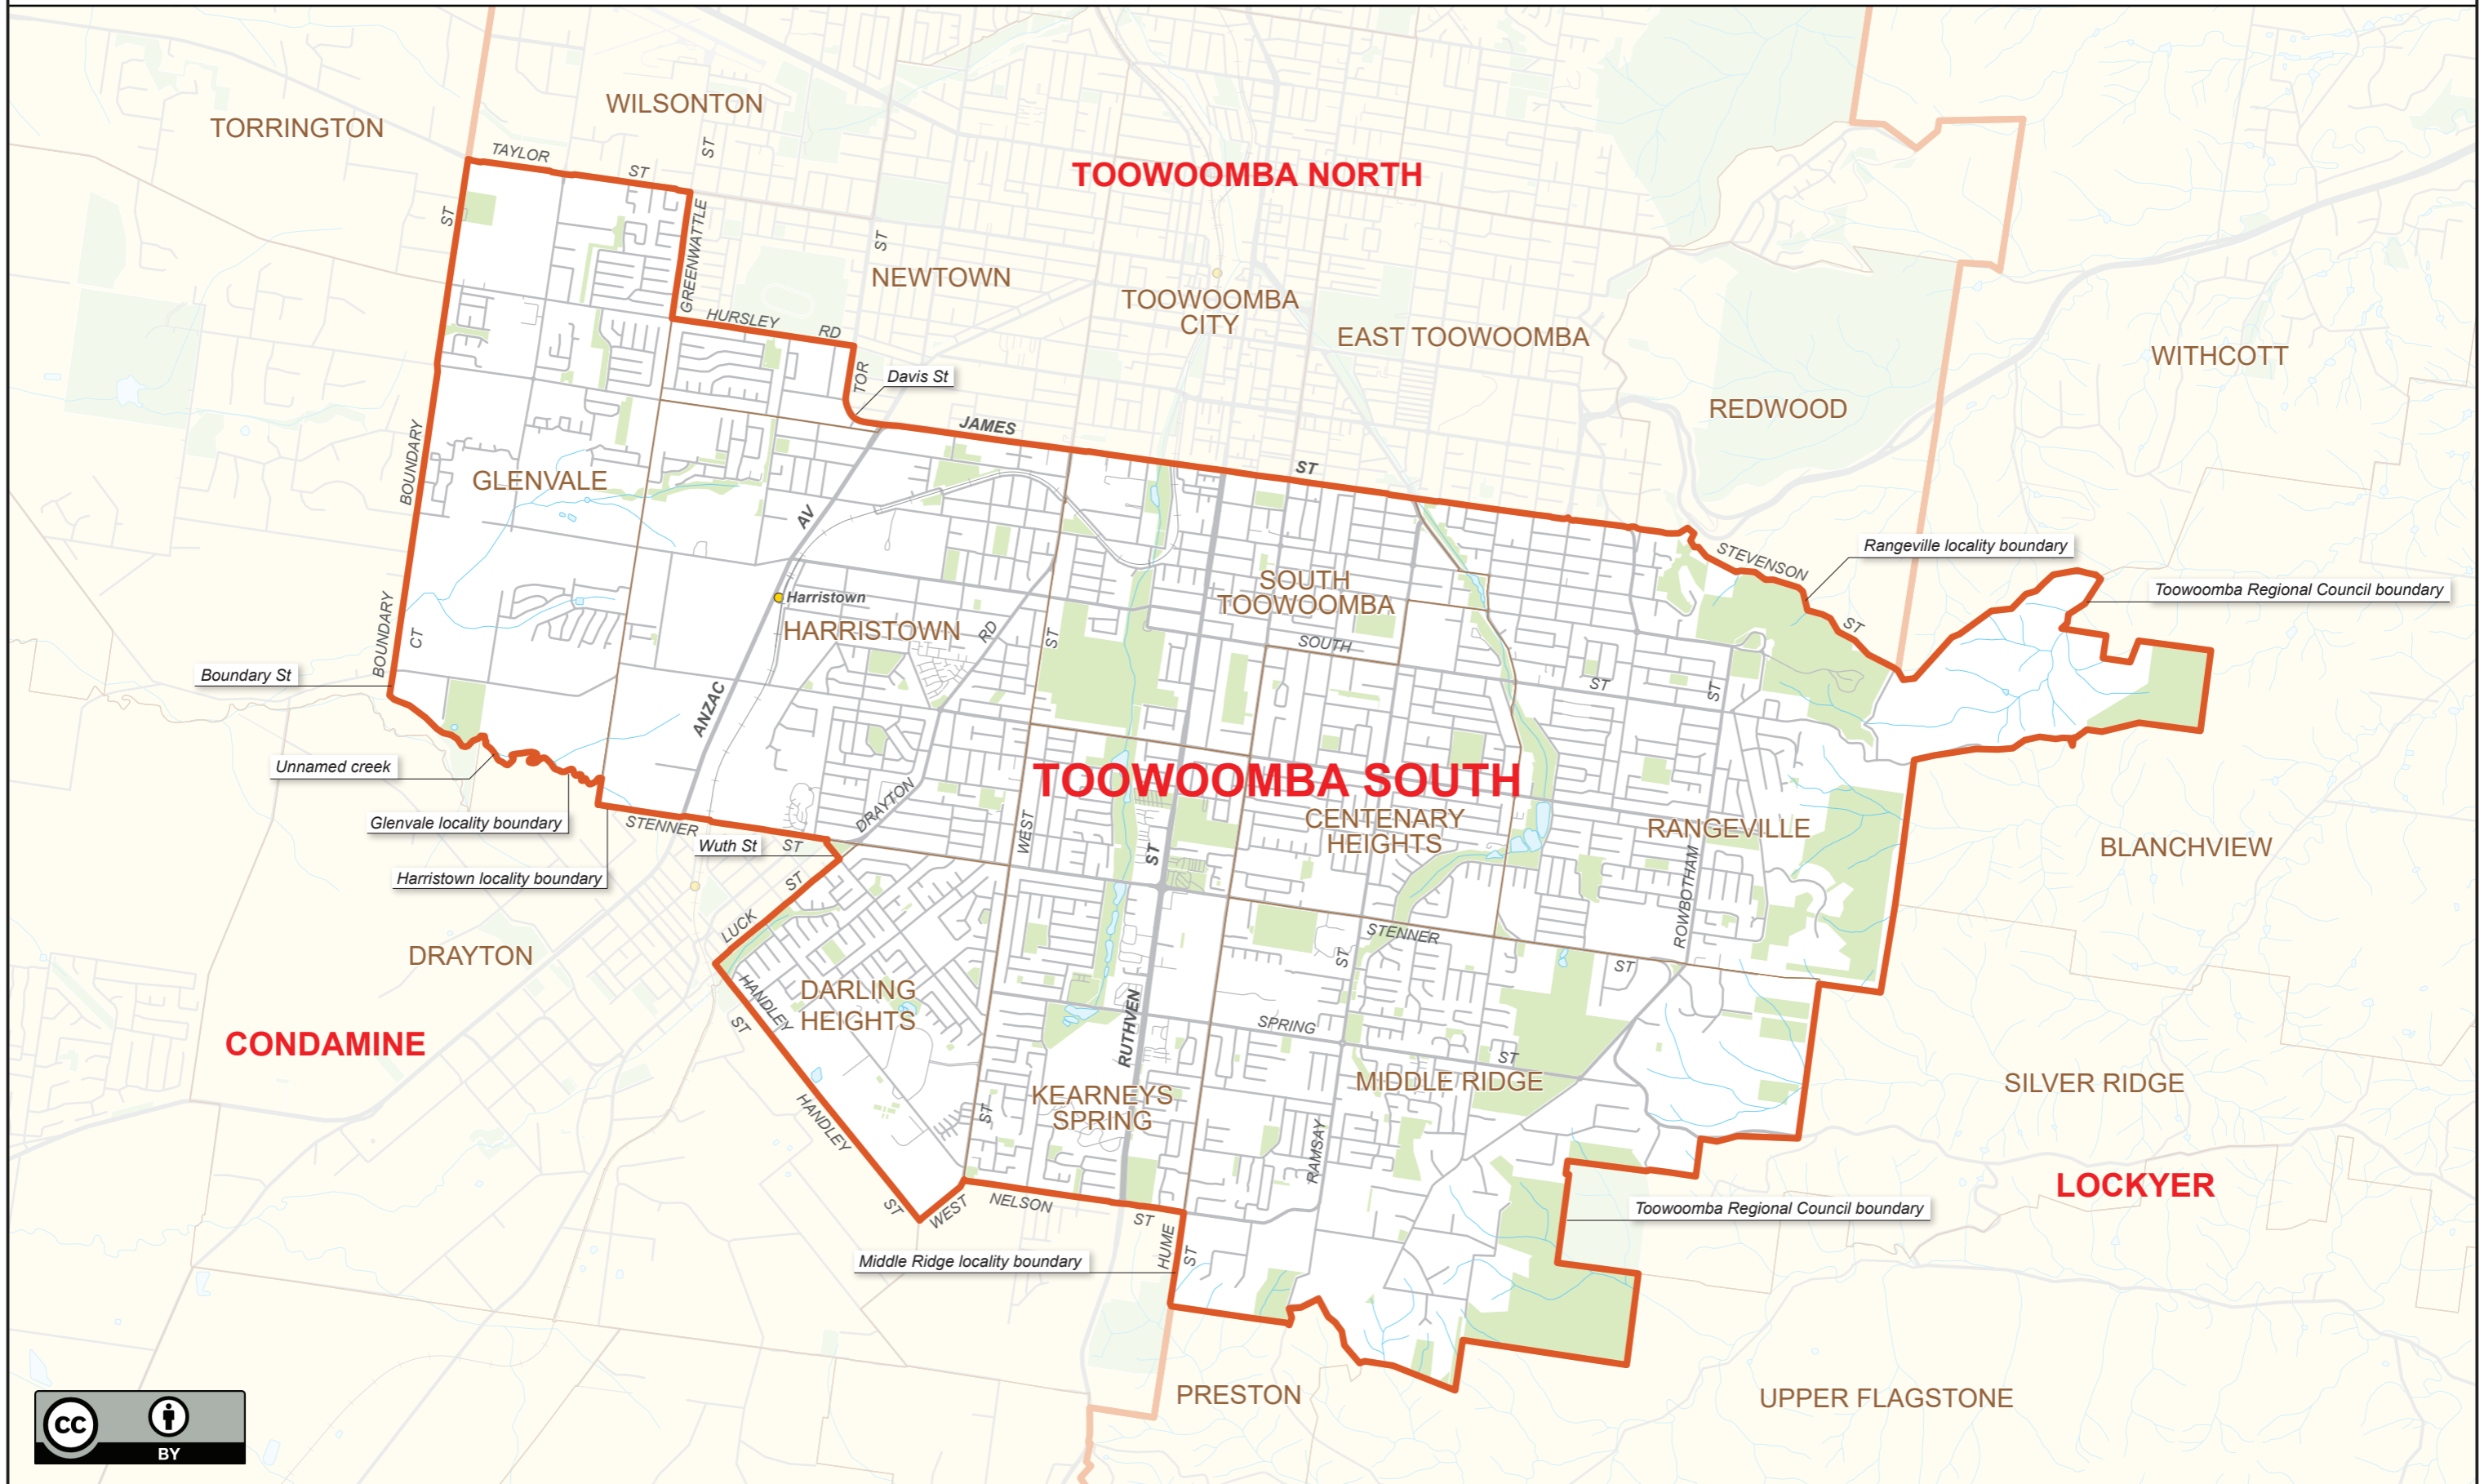 WILSONTON
TORRINGTON
TAYLOR
ST
ST
TOOWOOMBA NORTH
ST
GREENWATTLE
ST
NEWTOWN
TOOWOOMBA
CITY
EAST TOOWOOMBA
HURSLEY
RD
WITHCOTT
TOR
Davis St
REDWOOD
JAMES
ST
BOUNDARY
GLENVALE
AV
STEVENSON
Rangeville locality boundary
Toowoomba Regional Council boundary
Harristown
SOUTH
TOOWOOMBA
HARRISTOWN
RD
ST
SOUTH
ST
BOUNDARY
CT
Boundary St
ANZAC
ST
ST
Unnamed creek
TOOWOOMBA SOUTH
DRAYTON
Glenvale locality boundary
STENNER
ST
Wuth St
WEST
ST
CENTENARY
HEIGHTS
RANGEVILLE
ROWBOTHAM
BLANCHVIEW
Harristown locality boundary
ST
LUCK
DRAYTON
STENNER
ST
ST
HANDLEY
ST
DARLING
HEIGHTS
RUTHVEN
SPRING
ST
CONDAMINE
MIDDLE RIDGE
SILVER RIDGE
KEARNEYS
SPRING
ST
HANDLEY
RAMSAY
LOCKYER
ST
WEST
NELSON
ST
Toowoomba Regional Council boundary
HUME
ST
Middle Ridge locality boundary
PRESTON
UPPER FLAGSTONE
CC
BY